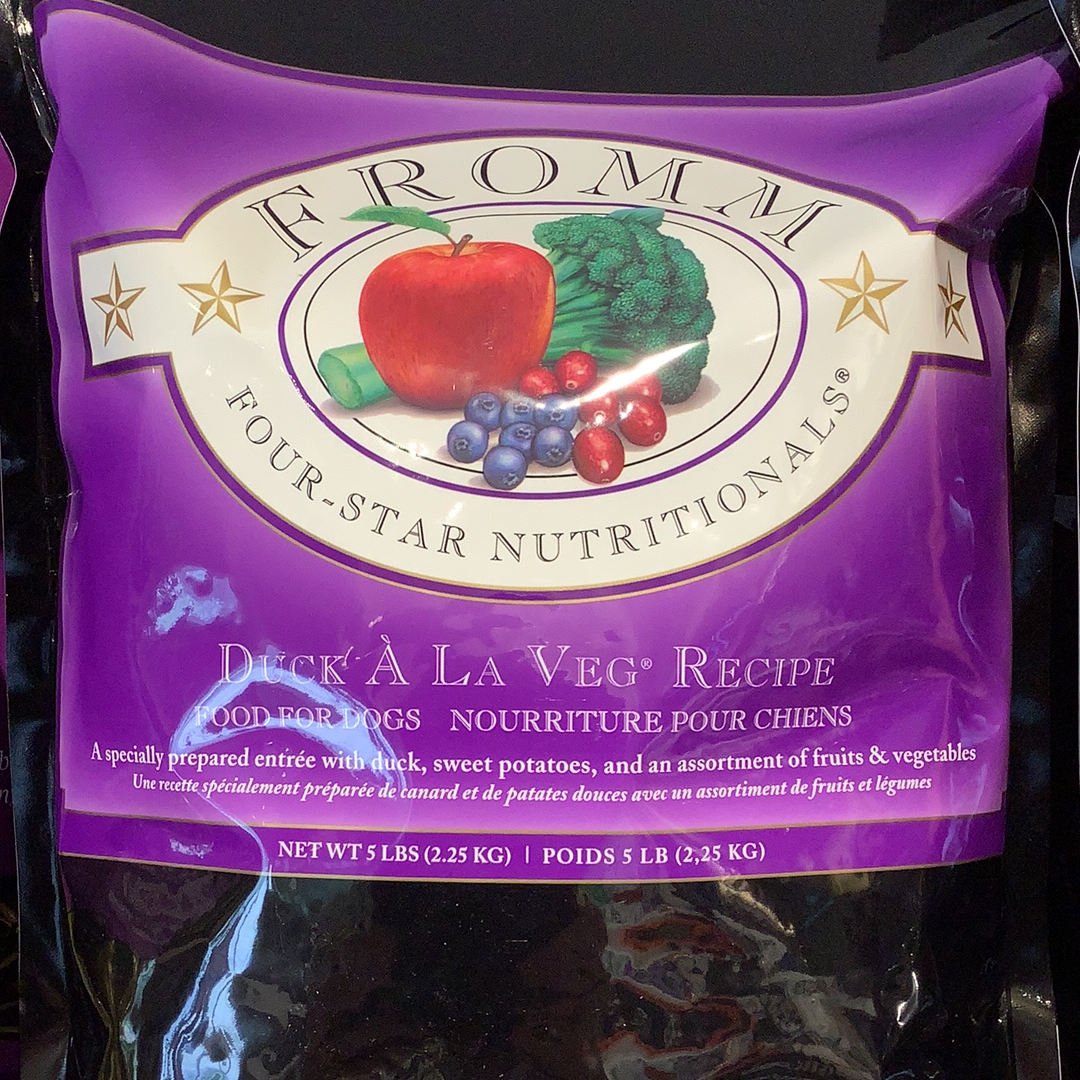 FROMM
FOUR-STAR NUTRITIONALS®
DUCK À LA VEG® RECIPE
FOOD FOR DOGS NOURRITURE POUR CHIENS
A specially prepared entrée with duck, sweet potatoes, and an assortment of fruits & vegetables
Une recette spécialement préparée de canard et de patates douces avec un assortiment de fruits et légumes
NET WT 5 LBS (2.25 KG) | POIDS 5 LB (2,25 KG)